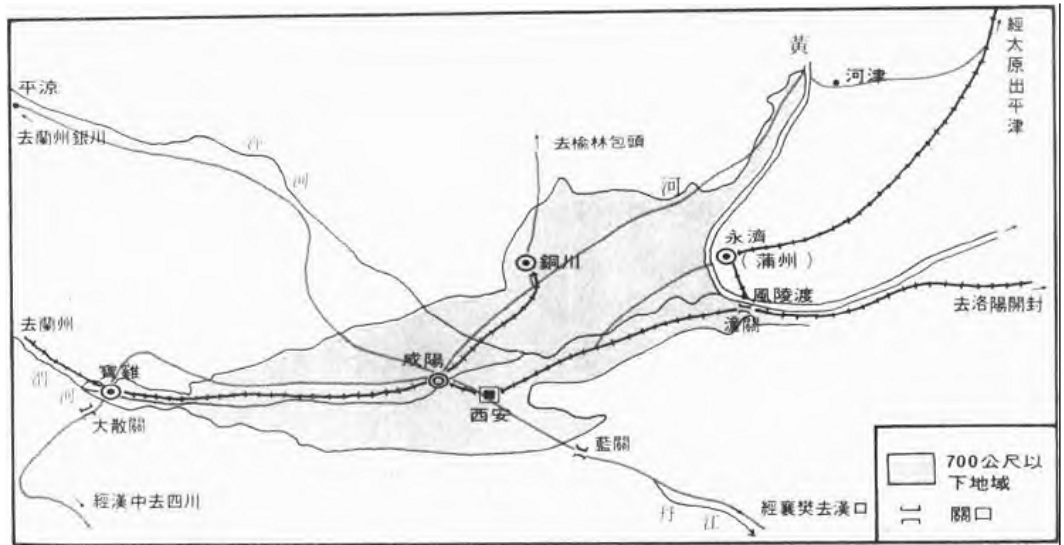 黃
河津
經太原出平津
平涼
去蘭州銀川
涇
河
去榆林包頭
河
永濟
(蒲州)
銅川
風陵渡
潼關
去洛陽開封
去蘭州
寶雞
咸陽
渭
河
西安
大散關
藍關
700公尺以
下地域
關口
經漢中去四川
經襄樊去漢口
丹
江